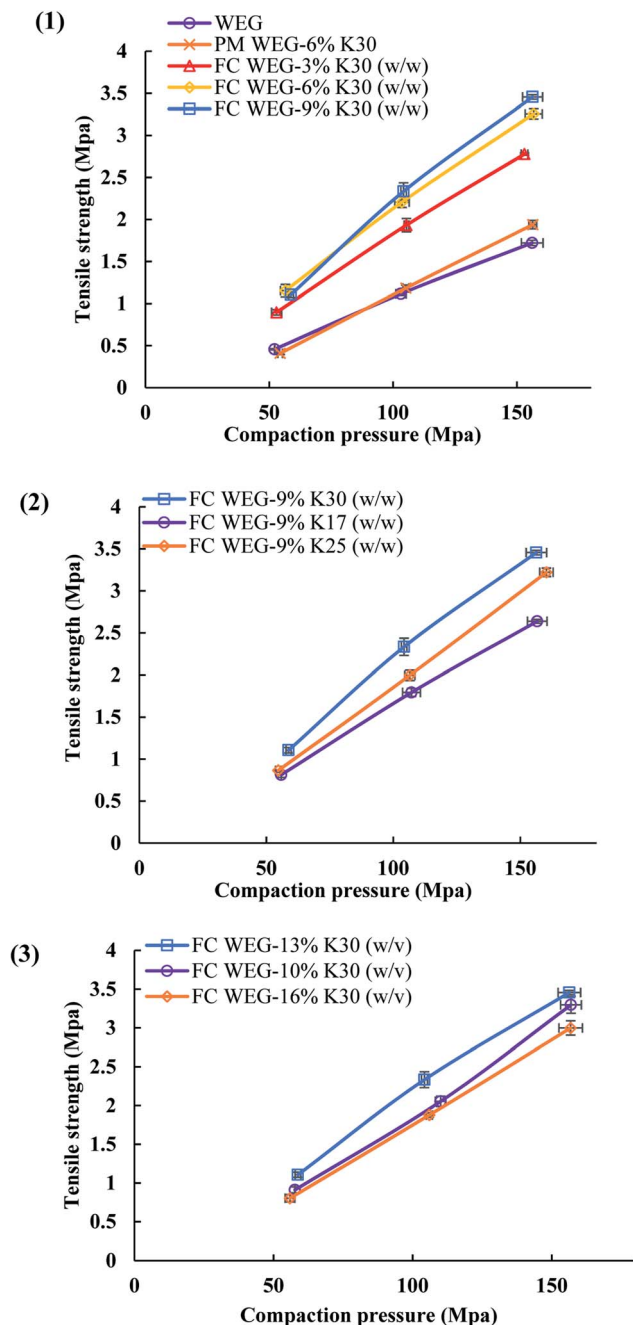 (1)
WEG
PM WEG-6% K30
FC WEG-3% K30 (w/w)
FC WEG-6% K30 (w/w)
FC WEG-9% K30 (w/w)
Tensile strength (Mpa)
4
3.5
3
2.5
2
1.5
1
0.5
0
0 50 100 150
Compaction pressure (Mpa)
(2)
FC WEG-9% K30 (w/w)
FC WEG-9% K17 (w/w)
FC WEG-9% K25 (w/w)
Tensile strength (Mpa)
4
3.5
3
2.5
2
1.5
1
0.5
0
0 50 100 150
Compaction pressure (Mpa)
(3)
FC WEG-13% K30 (w/v)
FC WEG-10% K30 (w/v)
FC WEG-16% K30 (w/v)
Tensile strength (Mpa)
4
3.5
3
2.5
2
1.5
1
0.5
0
0 50 100 150
Compaction pressure (Mpa)